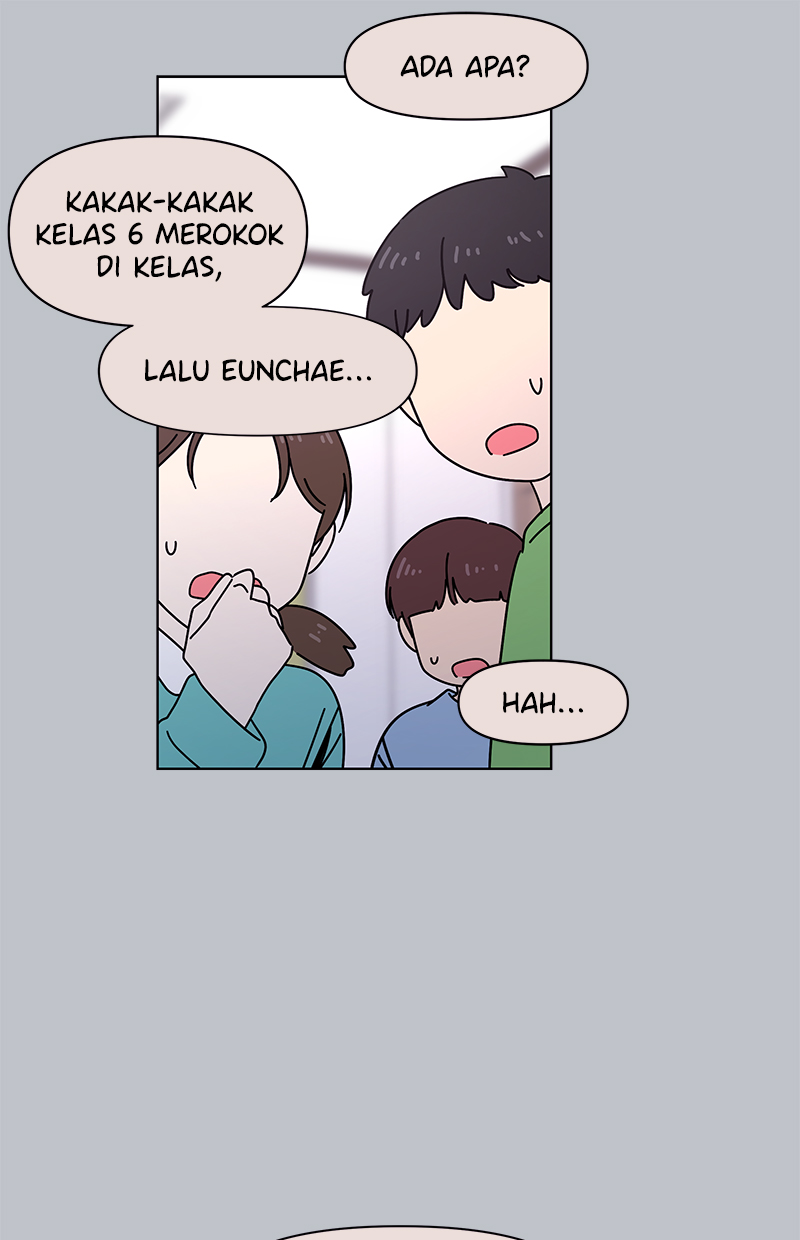 ADA APA?
KAKAK-KAKAK
KELAS 6 MEROKOK
DI KELAS,
LALU EUNCHAE...
HAH...